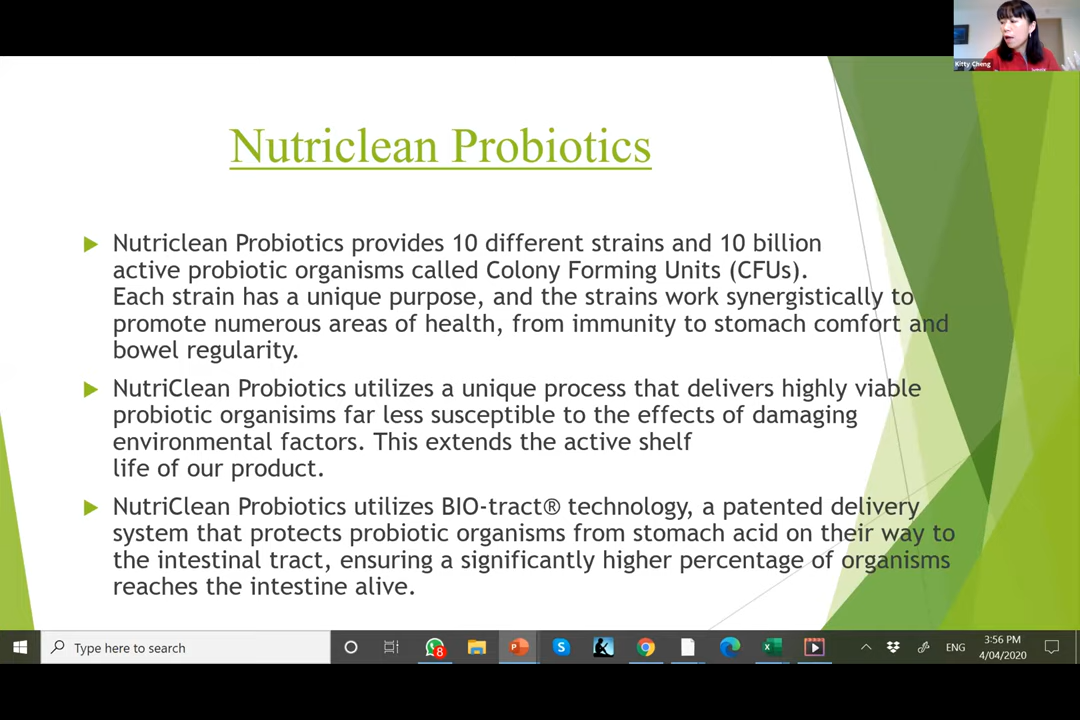 Kitty Cheng
Nutriclean Probiotics
Nutriclean Probiotics provides 10 different strains and 10 billion
active probiotic organisms called Colony Forming Units (CFUs).
Each strain has a unique purpose, and the strains work synergistically to
promote numerous areas of health, from immunity to stomach comfort and
bowel regularity.
NutriClean Probiotics utilizes a unique process that delivers highly viable
probiotic organisims far less susceptible to the effects of damaging
environmental factors. This extends the active shelf
life of our product.
NutriClean Probiotics utilizes BIO-tract® technology, a patented delivery
system that protects probiotic organisms from stomach acid on their way to
the intestinal tract, ensuring a significantly higher percentage of organisms
reaches the intestine alive.
Type here to search
8
ENG
3:56 PM
4/04/2020